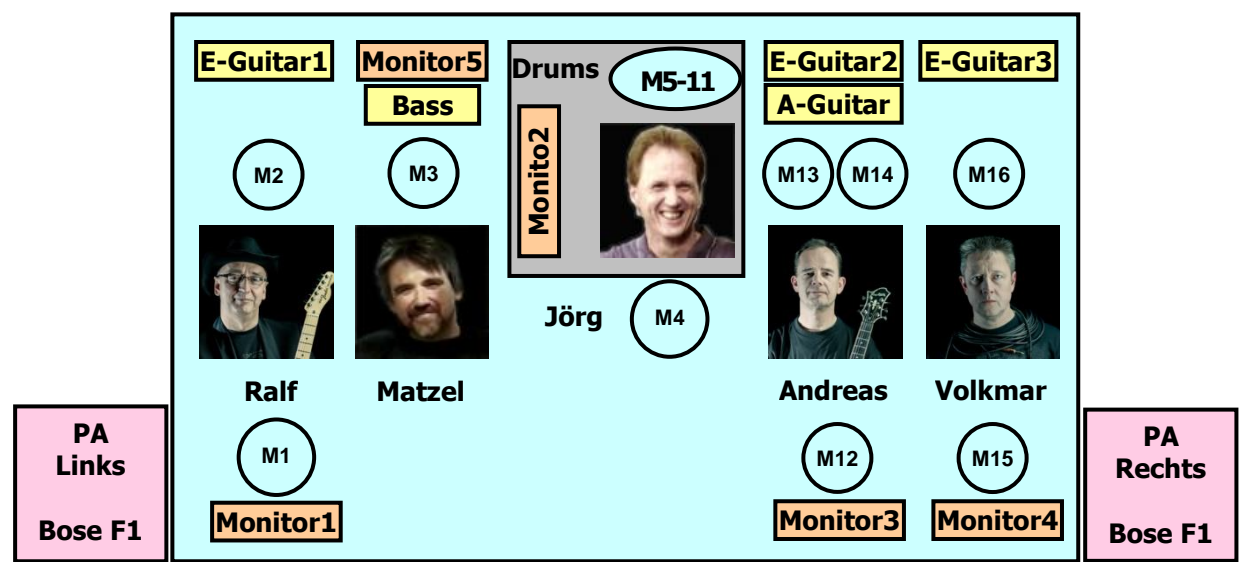 E-Guitar1
Monitor5
Bass
Drums
M5-11
Monito2
E-Guitar2
A-Guitar
E-Guitar3
M2
M3
M13
M14
M16
Jörg
M4
Ralf
Matzel
Andreas
Volkmar
PA
Links
Bose F1
M1
Monitor1
M12
Monitor3
M15
Monitor4
PA
Rechts
Bose F1